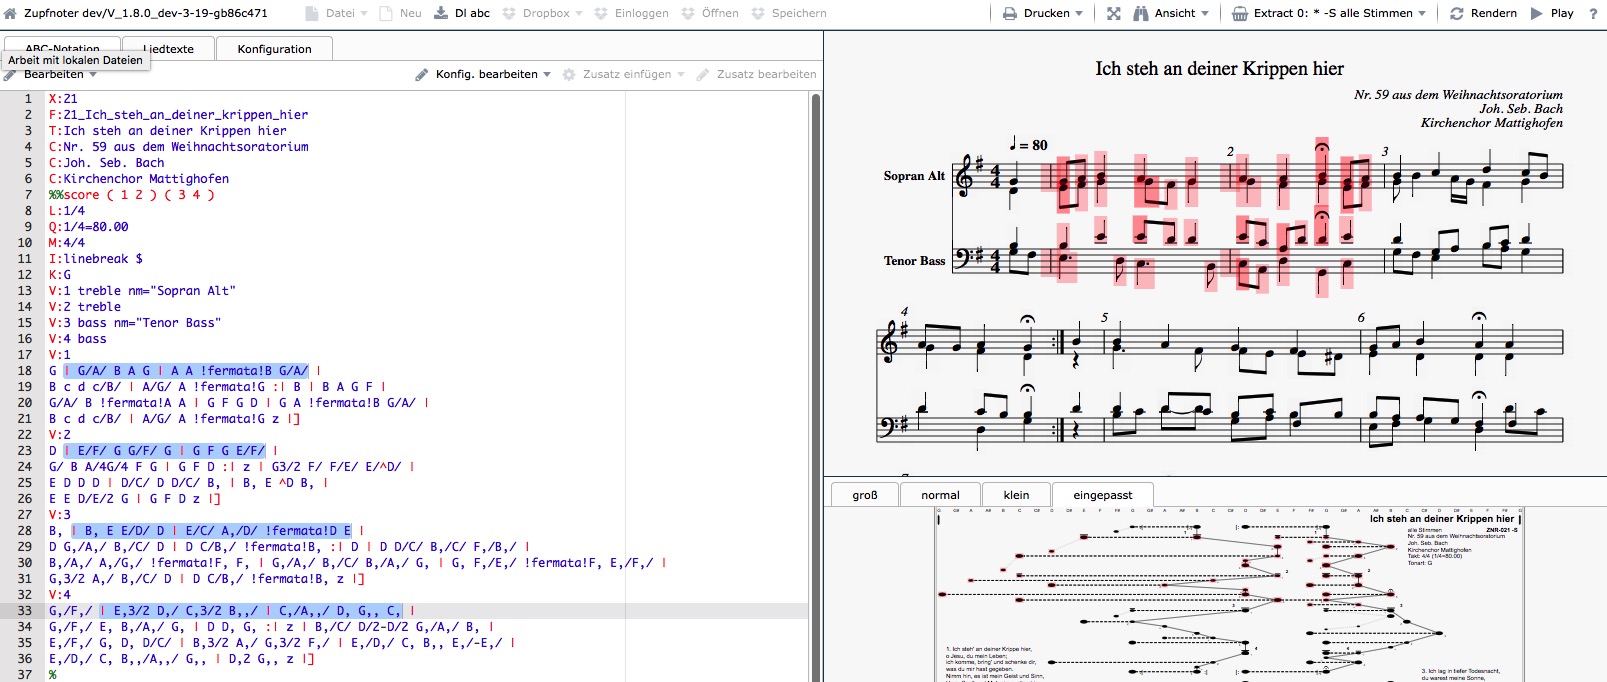 Zupfnoter dev/V_1.8.0_dev-3-19-gb86c471 Datei Neu Dl abc Dropbox Einloggen Öffnen Speichern Drucken Ansicht Extract 0: * -S alle Stimmen Rendern Play ?
ABC-Notation Liedtexte Konfiguration
Arbeit mit lokalen Dateien
Bearbeiten Konfig. bearbeiten Zusatz einfügen Zusatz bearbeiten
1 X:21
2 F:21_Ich_steh_an_deiner_krippen_hier
3 T:Ich steh an deiner Krippen hier
4 C:Nr. 59 aus dem Weihnachtsoratorium
5 C:Joh. Seb. Bach
6 C:Kirchenchor Mattighofen
7 %%score ( 1 2 ) ( 3 4 )
8 L:1/4
9 Q:1/4=80.00
10 M:4/4
11 I:linebreak $
12 K:G
13 V:1 treble nm="Sopran Alt"
14 V:2 treble
15 V:3 bass nm="Tenor Bass"
16 V:4 bass
17 V:1
18 G | G/A/ B A G | A A !fermata!B G/A/ |
19 B c d c/B/ | A/G/ A !fermata!G :| B | B A G F |
20 G/A/ B !fermata!A A | G F G D | G A !fermata!B G/A/ |
21 B c d c/B/ | A/G/ A !fermata!G z |]
22 V:2
23 D | E/F/ G G/F/ G | G F G E/F/ |
24 G/ B A/4G/4 F G | G F D :| z | G3/2 F/ F/E/ E/^D/ |
25 E D D D | D/C/ D D/C/ B, | B, E ^D B, |
26 E E D/E/2 G | G F D z |]
27 V:3
28 B, | B, E E/D/ D | E/C/ A,/D/ !fermata!D E |
29 D G,/A,/ B,/C/ D | D C/B,/ !fermata!B, :| D | D D/C/ B,/C/ F,/B,/ |
30 B,/A,/ A,/G,/ !fermata!F, F, | G,/A,/ B,/C/ B,/A,/ G, | G, F,/E,/ !fermata!F, E,/F,/ |
31 G,3/2 A,/ B,/C/ D | D C/B,/ !fermata!B, z |]
32 V:4
33 G,/F,/ | E,3/2 D,/ C,3/2 B,,/ | C,/A,,/ D, G,, C, |
34 G,/F,/ E, B,/A,/ G, | D D, G, :| z | B,/C/ D/2-D/2 G,/A,/ B, |
35 E,/F,/ G, D, D/C/ | B,3/2 A,/ G,3/2 F,/ | E,/D,/ C, B,, E,/-E,/ |
36 E,/D,/ C, B,,/A,,/ G,, | D,2 G,, z |]
37 %
Ich steh an deiner Krippen hier
Nr. 59 aus dem Weihnachtsoratorium
Joh. Seb. Bach
Kirchenchor Mattighofen
= 80
2 3
Sopran Alt
Tenor Bass
4 5 6
groß normal klein eingepasst
Ich steh an deiner Krippen hier
alle Stimmen ZNR-021 -S
Nr. 59 aus dem Weihnachtsoratorium
Joh. Seb. Bach
Kirchenchor Mattighofen
Takt: 4/4 (1/4=80.00)
Tonart: G
1. Ich steh' an deine Krippe hier,
o Jesu, du mein Leben;
ich komme, bring' und schenke dir,
was du mir hast gegeben.
Nimm hin, es ist mein Geist und Sinn,
3. Ich lag in tiefer Todesnacht,
du warest meine Sonne,